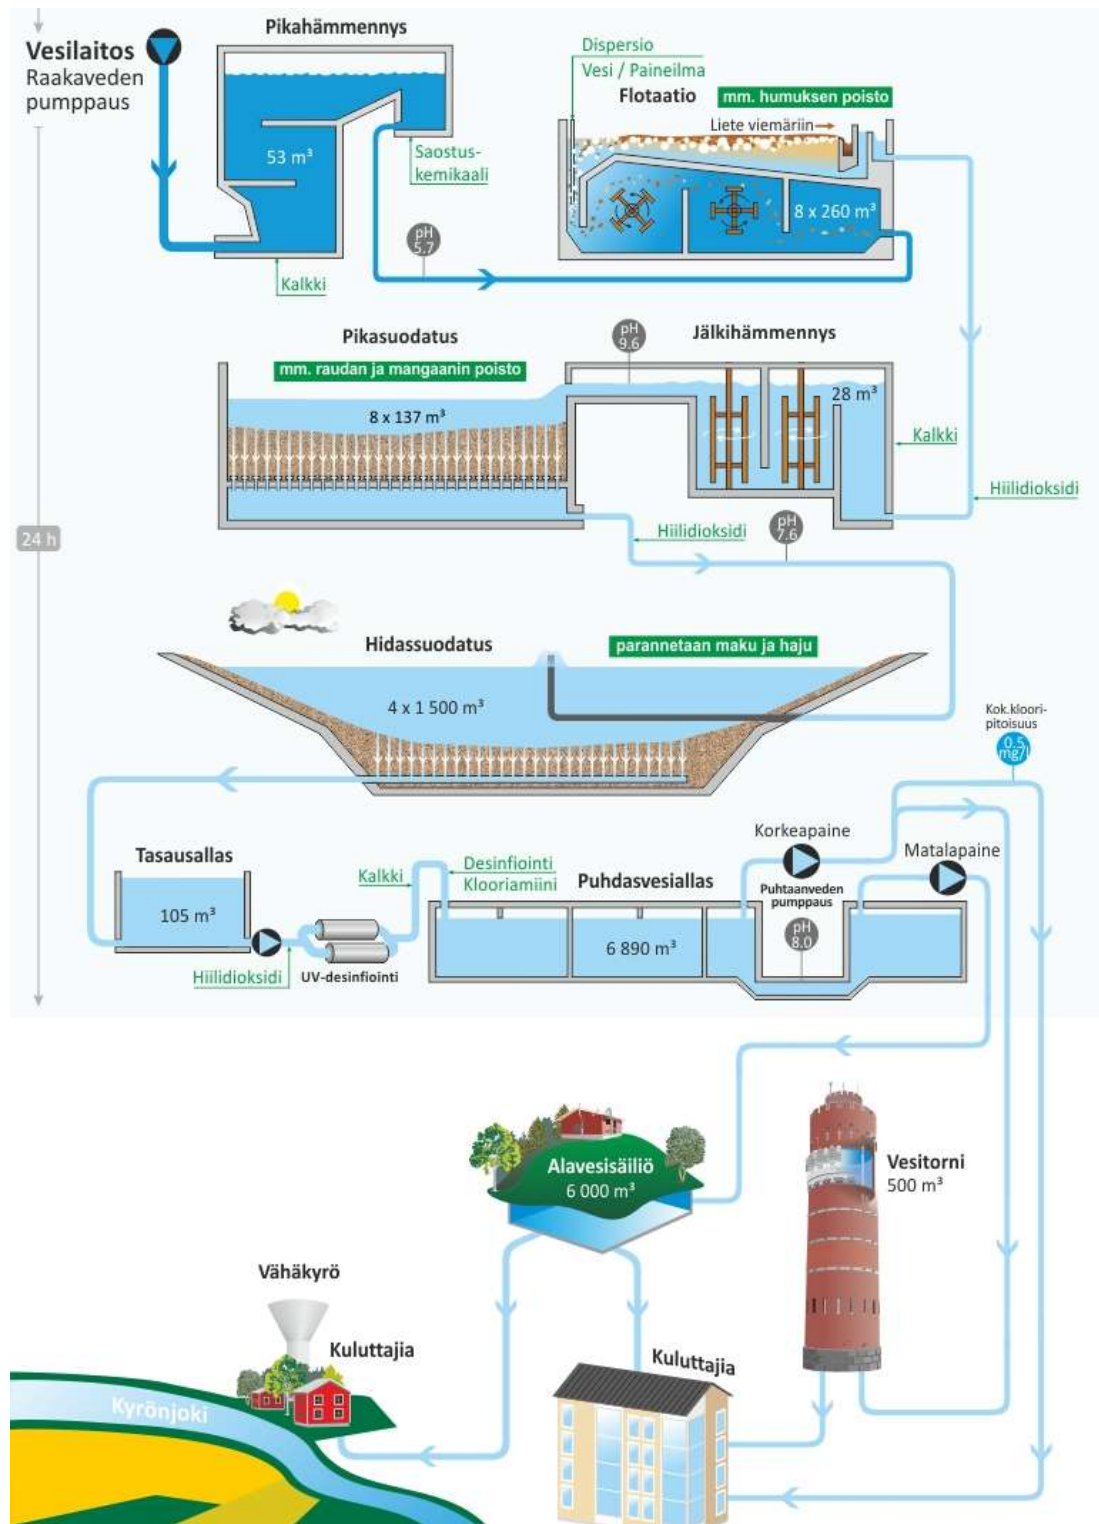 Vesilaitos
Raakaveden
pumppaus
Pikahämmennys
53 m³
Saostus-
kemikaali
Kalkki
pH
5.7
Dispersio
Vesi / Paineilma
Flotaatio
mm. humuksen poisto
Liete viemäriin
8 x 260 m³
Pikasuodatus
mm. raudan ja mangaanin poisto
8 x 137 m³
pH
9.6
Jälkihämmennys
28 m³
Kalkki
Hiilidioksidi
Hiilidioksidi
pH
7.6
24 h
Hidassuodatus
parannetaan maku ja haju
4 x 1 500 m³
Kok.kloori-
pitoisuus
0.5
mg/l
Tasausallas
105 m³
Hiilidioksidi
UV-desinfiointi
Kalkki
Desinfiointi
Klooriamiini
Puhdasvesiallas
6 890 m³
Korkeapaine
Puhtaanveden
pumppaus
pH
8.0
Matalapaine
Alavesisäiliö
6 000 m³
Vesitorni
500 m³
Vähäkyrö
Kuluttajia
Kuluttajia
Kyrönjoki